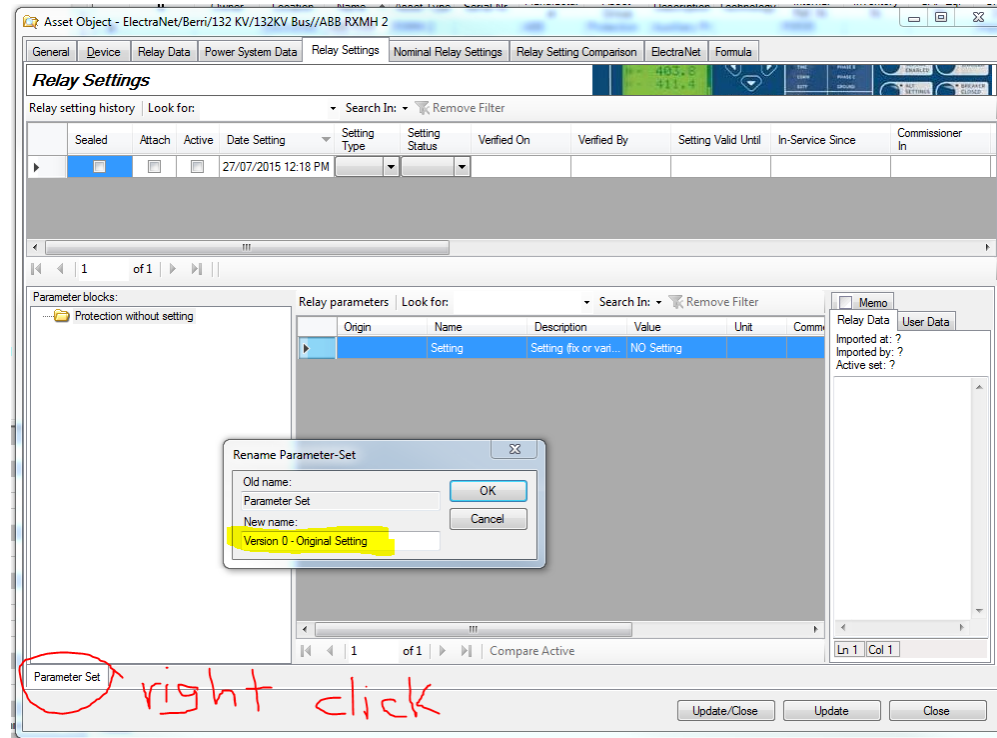 Asset Object - ElectraNet/Berri/132 KV/132KV Bus//ABB RXMH 2
General Device Relay Data Power System Data Relay Settings Nominal Relay Settings Relay Setting Comparison ElectraNet Formula
Relay Settings
403.8
411.4
Relay setting history Look for: Search In: Remove Filter
Sealed Attach Active Date Setting Setting Type Setting Status Verified On Verified By Setting Valid Until In-Service Since Commissioner In
27/07/2015 12:18 PM
1 of 1
Parameter blocks:
Protection without setting
Relay parameters Look for: Search In: Remove Filter
Origin Name Description Value Unit Comm
Setting Setting (fix or vari... NO Setting
Memo
Relay Data User Data
Imported at: ?
Imported by: ?
Active set: ?
Rename Parameter-Set
Old name:
Parameter Set
OK
New name:
Cancel
Version 0 - Original Setting
1 of 1 Compare Active
Ln 1 Col 1
Parameter Set
right click
Update/Close Update Close